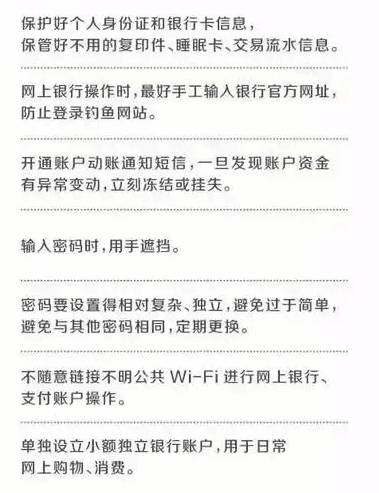 保护好个人身份证和银行卡信息，
保管好不用的复印件、睡眠卡、交易流水信息。
网上银行操作时，最好手工输入银行官方网址，
防止登录钓鱼网站。
开通账户动账通知短信，一旦发现账户资金
有异常变动，立刻冻结或挂失。
输入密码时，用手遮挡。
密码要设置得相对复杂、独立，避免过于简单，
避免与其他密码相同，定期更换。
不随意链接不明公共 Wi-Fi 进行网上银行、
支付账户操作。
单独设立小额独立银行账户，用于日常
网上购物、消费。